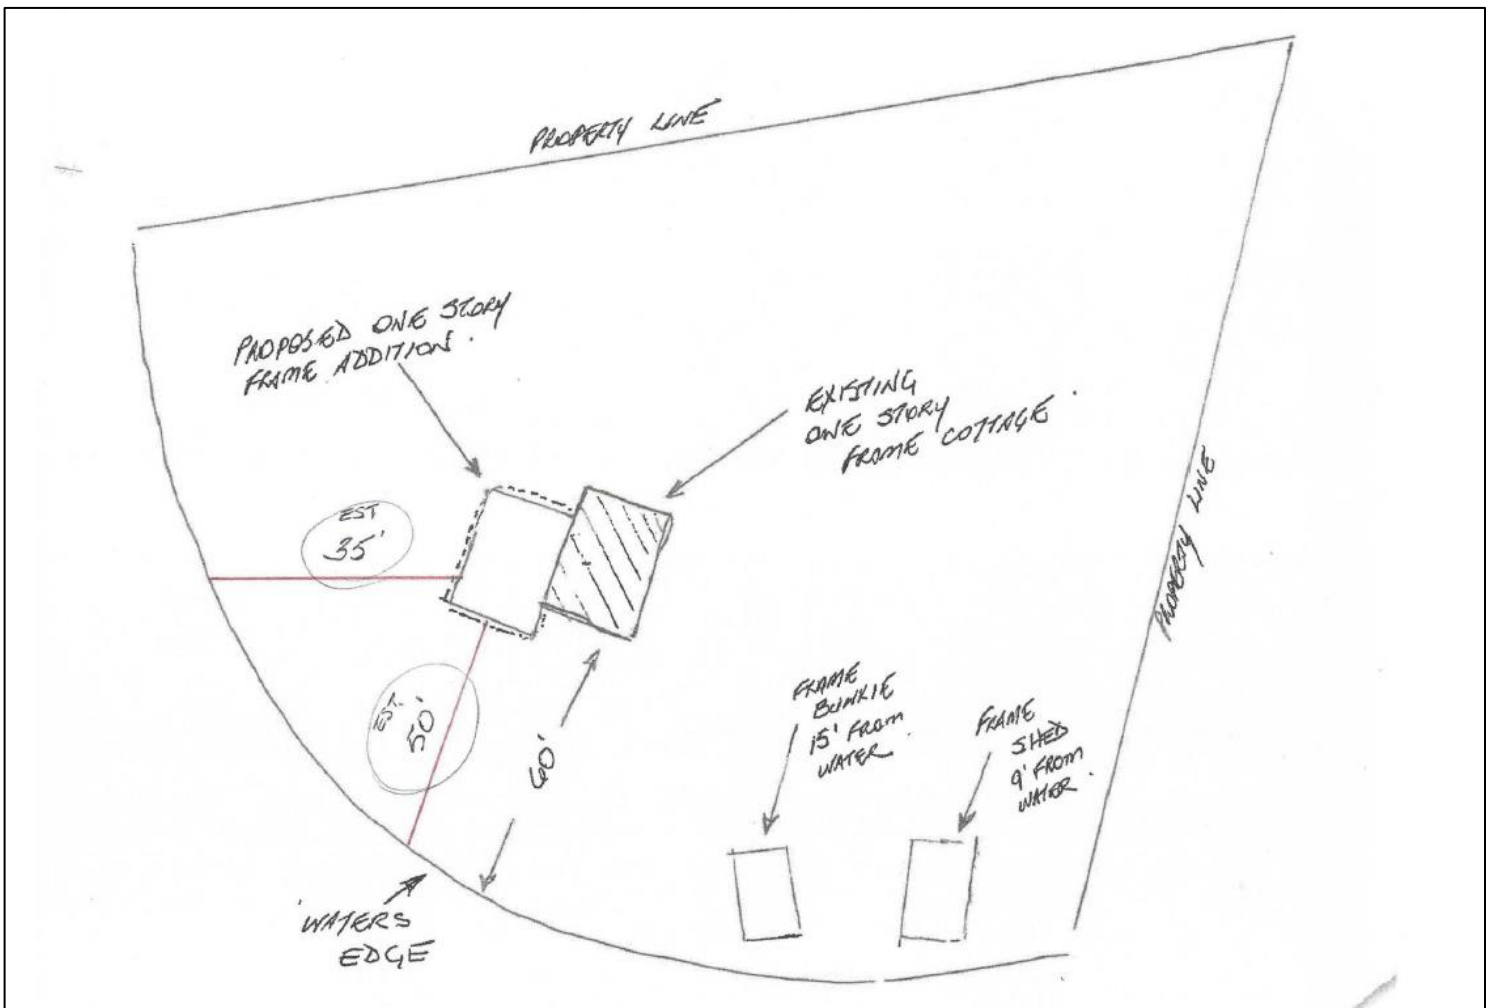 PROPERTY LINE
PROPOSED ONE STORY
FRAME ADDITION.
EXISTING
ONE STORY
FRAME COTTAGE.
PROPERTY LINE
EST
35'
EST.
50'
60'
FRAME
BUNKIE
15' FROM
WATER.
FRAME
SHED
9' FROM
WATER.
WATERS
EDGE